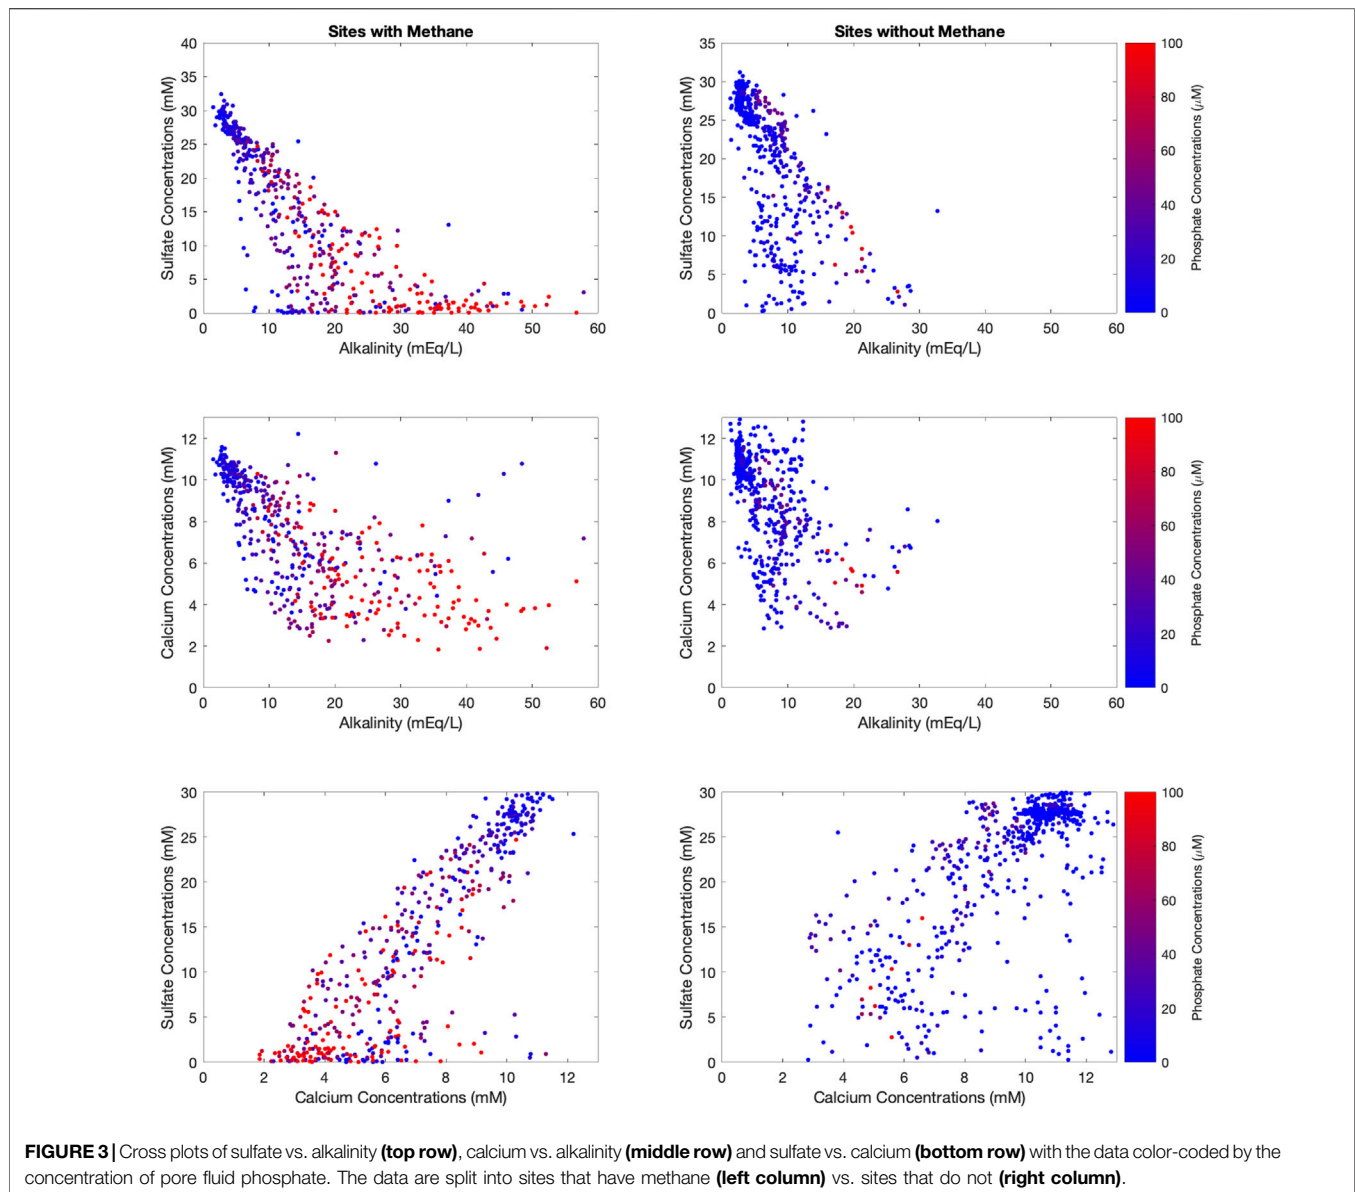 Sites with Methane
40
35
30
25
20
15
10
5
0
Sulfate Concentrations (mM)
0 10 20 30 40 50 60
Alkalinity (mEq/L)
Sites without Methane
35
30
25
20
15
10
5
0
Sulfate Concentrations (mM)
0 10 20 30 40 50 60
Alkalinity (mEq/L)
100
80
60
40
20
0
Phosphate Concentrations (μM)
12
10
8
6
4
2
0
Calcium Concentrations (mM)
0 10 20 30 40 50 60
Alkalinity (mEq/L)
12
10
8
6
4
2
0
Calcium Concentrations (mM)
0 10 20 30 40 50 60
Alkalinity (mEq/L)
100
80
60
40
20
0
Phosphate Concentrations (μM)
30
25
20
15
10
5
0
Sulfate Concentrations (mM)
0 2 4 6 8 10 12
Calcium Concentrations (mM)
30
25
20
15
10
5
0
Sulfate Concentrations (mM)
0 2 4 6 8 10 12
Calcium Concentrations (mM)
100
80
60
40
20
0
Phosphate Concentrations (μM)
FIGURE 3 | Cross plots of sulfate vs. alkalinity (top row), calcium vs. alkalinity (middle row) and sulfate vs. calcium (bottom row) with the data color-coded by the
concentration of pore fluid phosphate. The data are split into sites that have methane (left column) vs. sites that do not (right column).